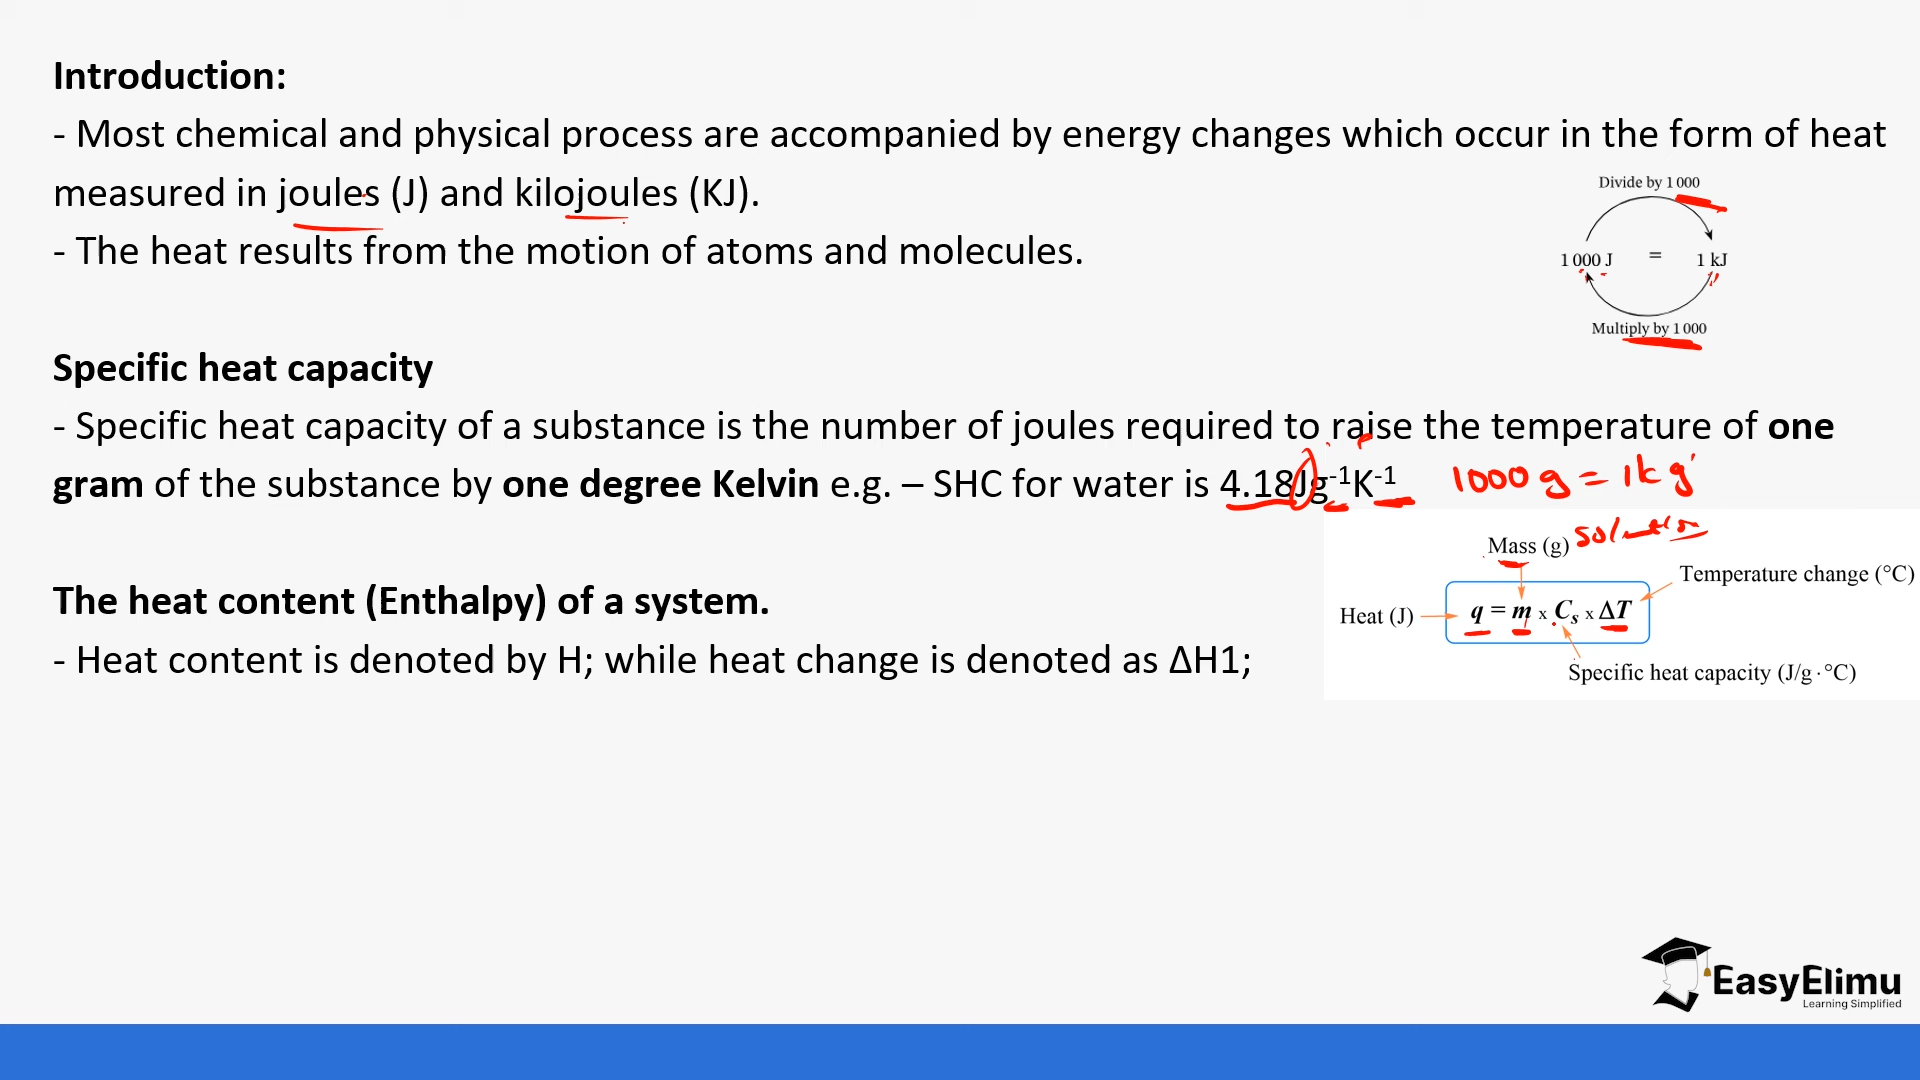 Introduction:
- Most chemical and physical process are accompanied by energy changes which occur in the form of heat
measured in joules (J) and kilojoules (KJ).
- The heat results from the motion of atoms and molecules.
Divide by 1 000
1 000 J = 1 kJ
Multiply by 1 000
Specific heat capacity
- Specific heat capacity of a substance is the number of joules required to raise the temperature of one
gram of the substance by one degree Kelvin e.g. – SHC for water is 4.18Jg⁻¹K⁻¹
1000 g = 1k g
Mass (g) solution
Temperature change (°C)
Heat (J)
q = m x Cₛ x ΔT
Specific heat capacity (J/g·°C)
The heat content (Enthalpy) of a system.
- Heat content is denoted by H; while heat change is denoted as ΔH1;
EasyElimu
Learning Simplified